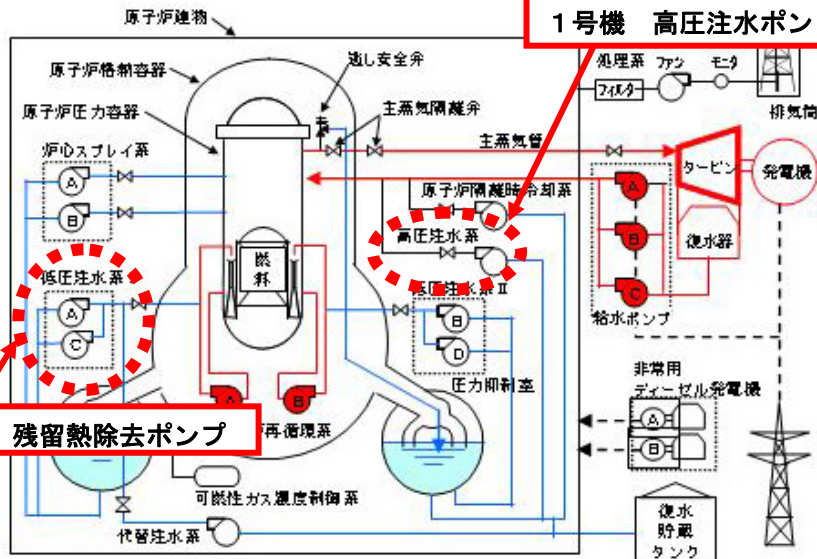 原子炉建物
1号機 高圧注水ポン
原子炉格納容器
逃し安全弁
処理系
ファン
モニタ
フィルタ
排気筒
原子炉圧力容器
主蒸気隔離弁
主蒸気管
炉心スプレイ系
A
B
タービン
発電機
原子炉隔離時冷却系
A
B
C
復水器
給水ポンプ
高圧注水系
燃料
低圧注水系
A
C
低圧注水系Ⅱ
B
D
圧力抑制室
非常用
ディーゼル発電機
A
B
A
B
再循環系
残留熱除去ポンプ
可燃性ガス濃度制御系
代替注水系
復水
貯蔵
タンク